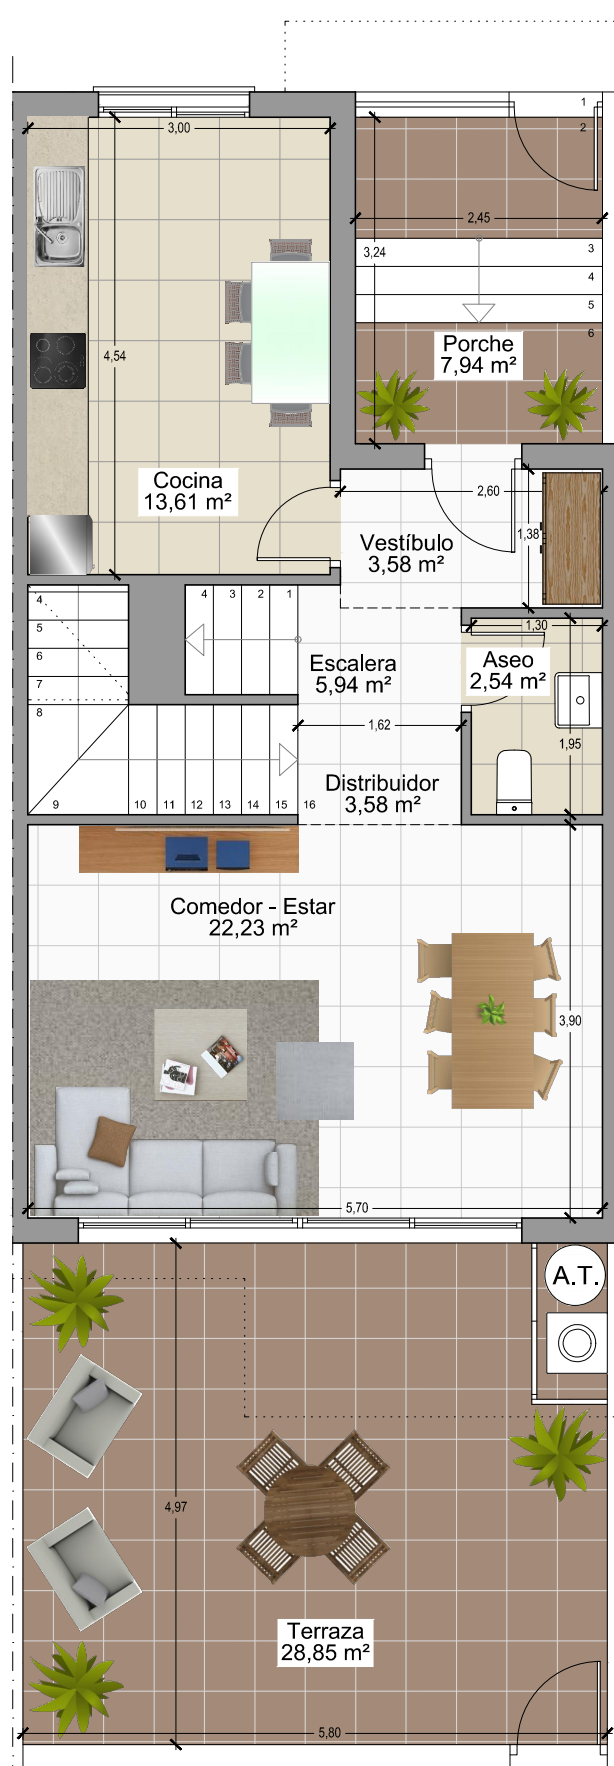 1
2
3,00
2,45
3
3,24
4
5
6
4,54
Porche
7,94 m²
Cocina
13,61 m²
2,60
1,38
Vestíbulo
3,58 m²
4
3
2
1
4
5
6
7
8
1,30
Escalera
5,94 m²
Aseo
2,54 m²
1,62
1,95
Distribuidor
3,58 m²
9
10
11
12
13
14
15
16
Comedor - Estar
22,23 m²
3,90
5,70
A.T.
4,97
Terraza
28,85 m²
5,80